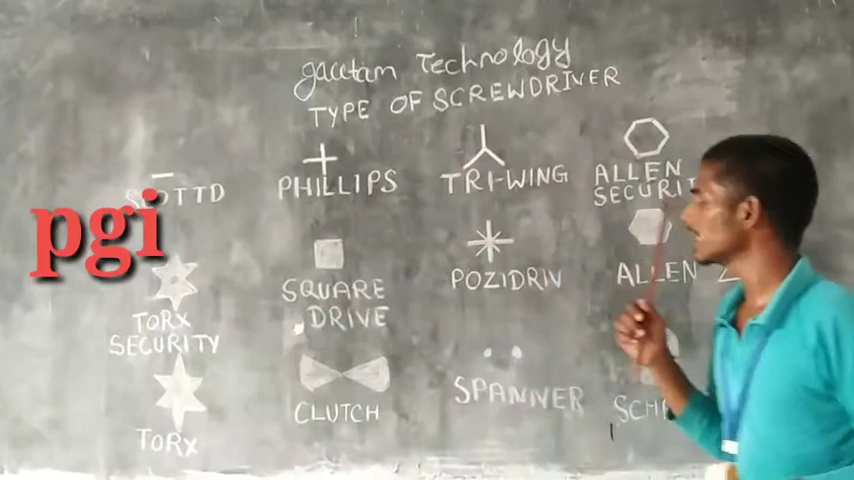 gautam Technology
TYPE OF SCREWDRIVER
PHILLIPS
TRI-WING
ALLEN
pgi
SQUARE
DRIVE
POZIDRIV
ALLEN
TORX
SECURITY
CLUTCH
SPANNER
TORX